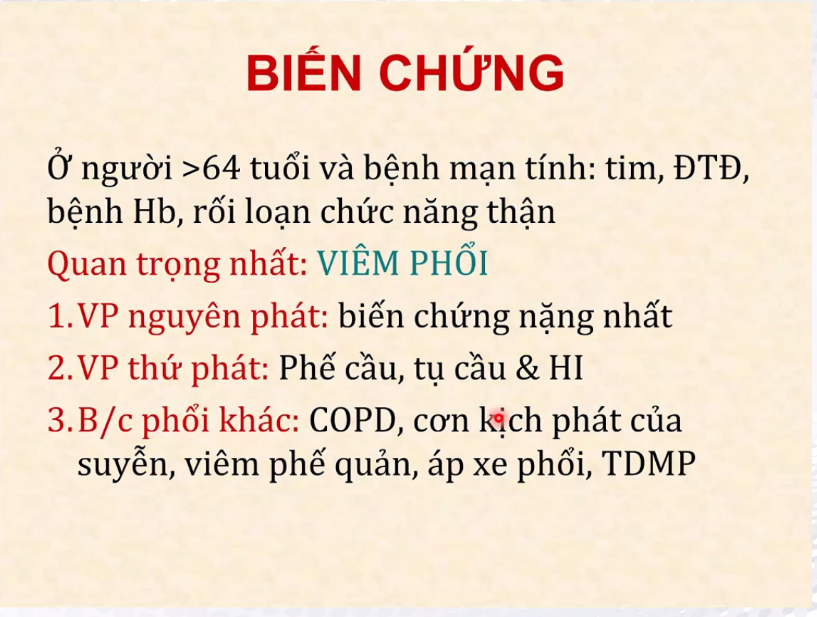 BIẾN CHỨNG
Ở người >64 tuổi và bệnh mạn tính: tim, ĐTĐ,
bệnh Hb, rối loạn chức năng thận
Quan trọng nhất: VIÊM PHỔI
1. VP nguyên phát: biến chứng nặng nhất
2. VP thứ phát: Phế cầu, tụ cầu & HI
3. B/c phổi khác: COPD, cơn kịch phát của
suyễn, viêm phế quản, áp xe phổi, TDMP